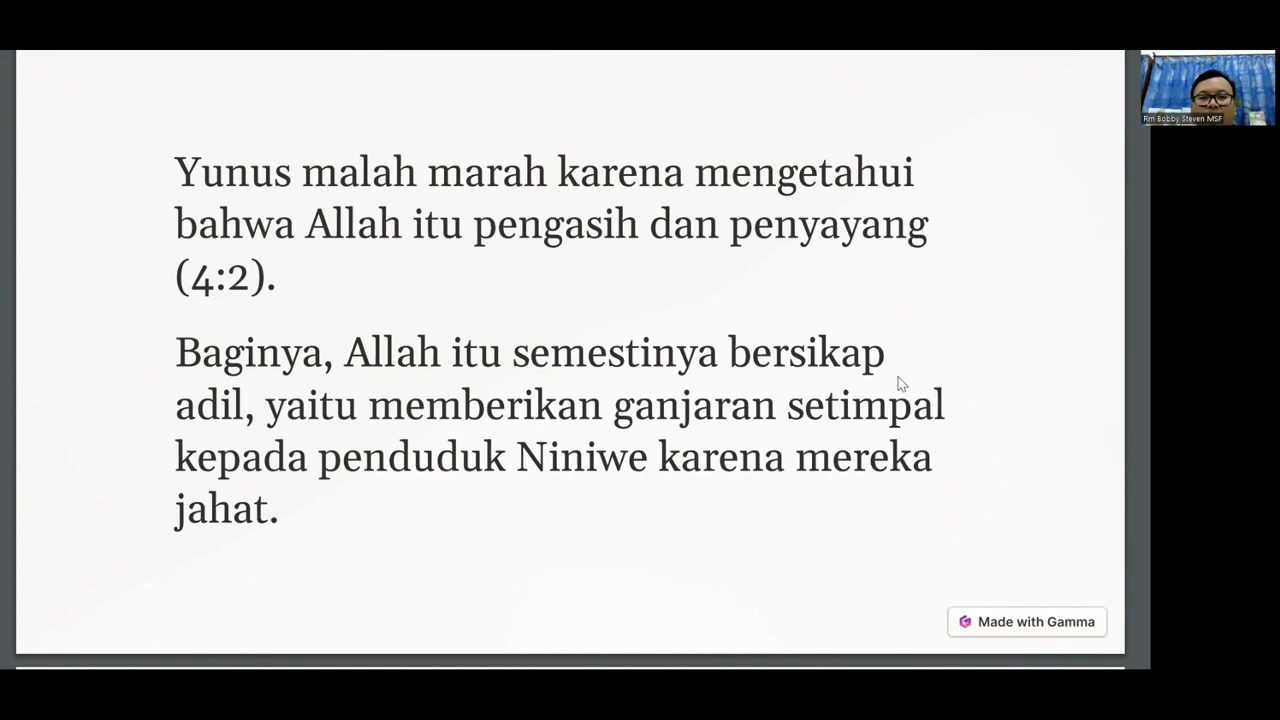 Yunus malah marah karena mengetahui
bahwa Allah itu pengasih dan penyayang
(4:2).
Baginya, Allah itu semestinya bersikap
adil, yaitu memberikan ganjaran setimpal
kepada penduduk Niniwe karena mereka
jahat.
Made with Gamma
Rm Bobby Steven MSF